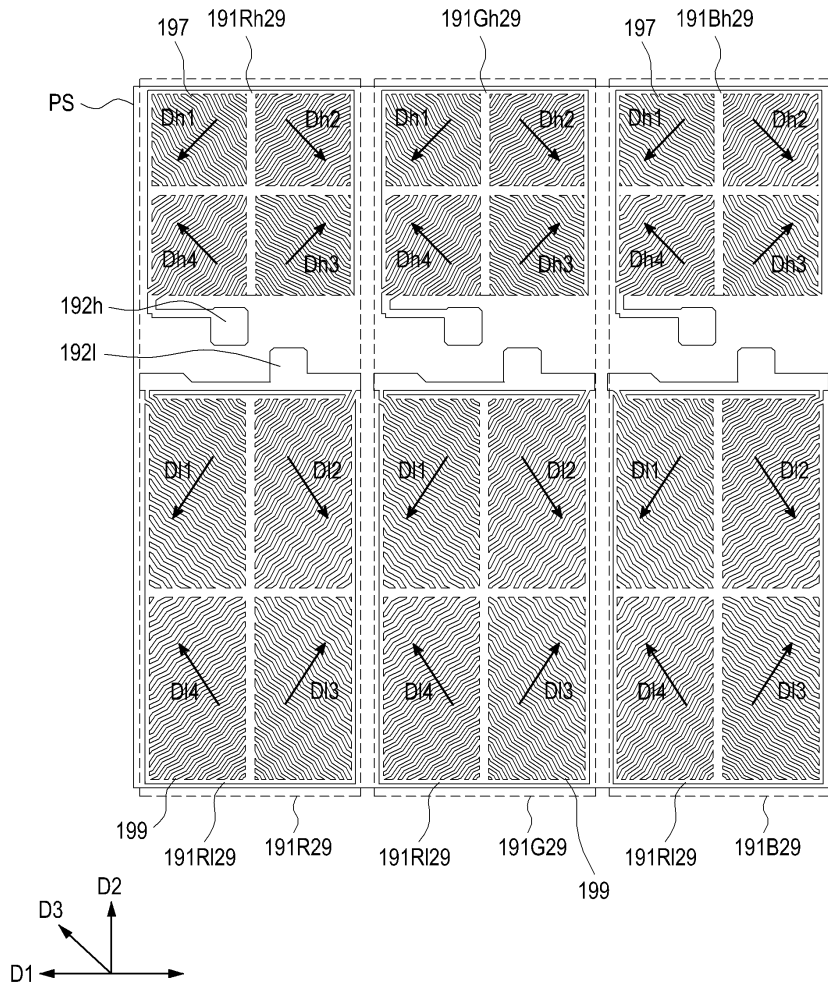 197 191Rh29 191Gh29 197 191Bh29
PS
Dh1 Dh2 Dh1 Dh2 Dh1 Dh2
Dh4 Dh3 Dh4 Dh3 Dh4 Dh3
192h
192l
Dl1 Dl2 Dl1 Dl2 Dl1 Dl2
Dl4 Dl3 Dl4 Dl3 Dl4 Dl3
199 191Rl29 191R29 191Rl29 191G29 199 191Rl29 191B29
D2
D3
D1